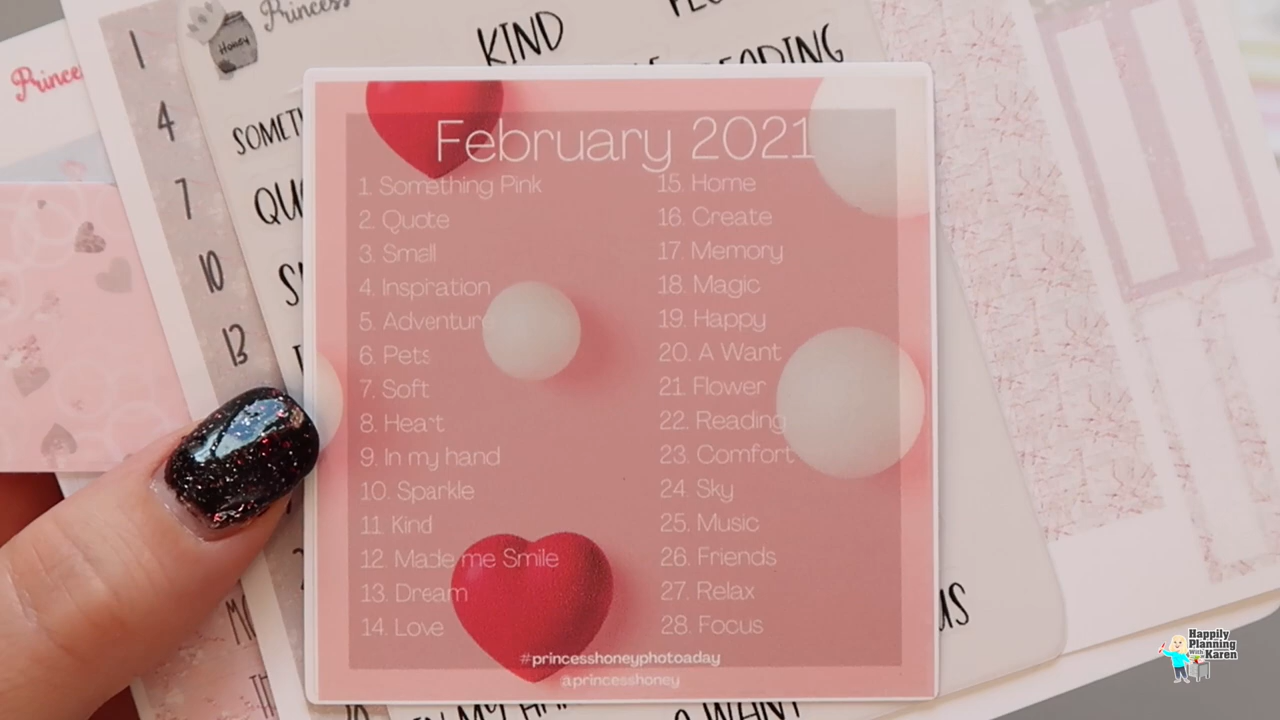 Princess
Honey
KIND
Prince
1
4
7
10
13
February 2021
1. Something Pink
2. Quote
3. Small
4. Inspiration
5. Adventure
6. Pets
7. Soft
8. Heart
9. In my hand
10. Sparkle
11. Kind
12. Made me Smile
13. Dream
14. Love
15. Home
16. Create
17. Memory
18. Magic
19. Happy
20. A Want
21. Flower
22. Reading
23. Comfort
24. Sky
25. Music
26. Friends
27. Relax
28. Focus
#princesshoneyphotoaday
@princesshoney
A WANT
Happily
Planning
With
Karen